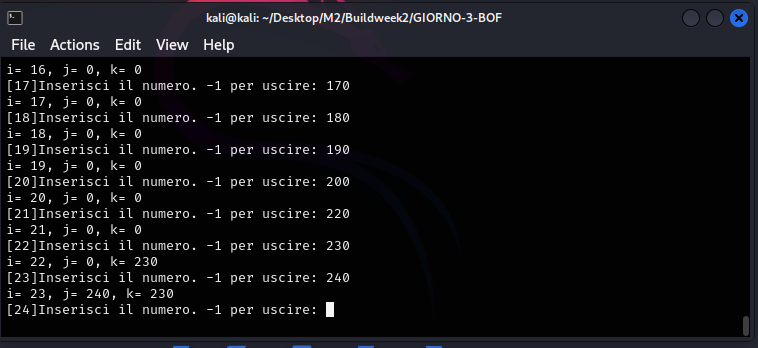 kali@kali: ~/Desktop/M2/Buildweek2/GIORNO-3-BOF
File Actions Edit View Help
i= 16, j= 0, k= 0
[17]Inserisci il numero. -1 per uscire: 170
i= 17, j= 0, k= 0
[18]Inserisci il numero. -1 per uscire: 180
i= 18, j= 0, k= 0
[19]Inserisci il numero. -1 per uscire: 190
i= 19, j= 0, k= 0
[20]Inserisci il numero. -1 per uscire: 200
i= 20, j= 0, k= 0
[21]Inserisci il numero. -1 per uscire: 220
i= 21, j= 0, k= 0
[22]Inserisci il numero. -1 per uscire: 230
i= 22, j= 0, k= 230
[23]Inserisci il numero. -1 per uscire: 240
i= 23, j= 240, k= 230
[24]Inserisci il numero. -1 per uscire: